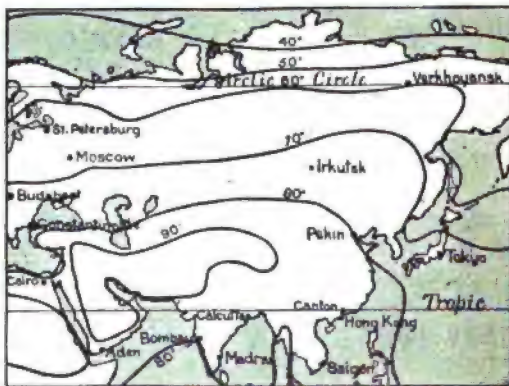 40°
50°
Arctic 60° Circle
Verkhoyansk
St. Petersburg
70°
Moscow
Irkutsk
Budapest
80°
90°
Pekin
Tokyo
Cairo
Tropic
Calcutta
Canton
Hong Kong
Aden
Bombay
80°
Madras
Saigon